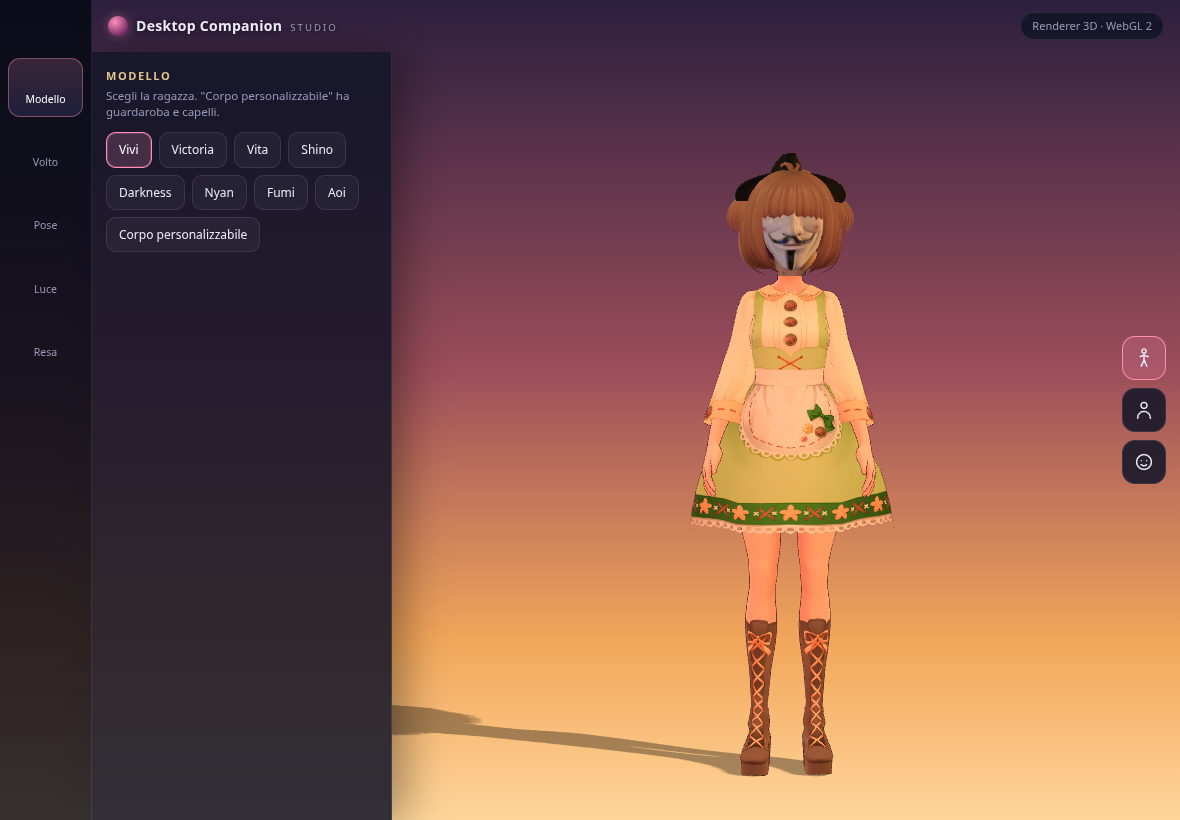 Desktop Companion STUDIO
Renderer 3D · WebGL 2
Modello
Volto
Pose
Luce
Resa
MODELLO
Scegli la ragazza. "Corpo personalizzabile" ha
guardaroba e capelli.
Vivi
Victoria
Vita
Shino
Darkness
Nyan
Fumi
Aoi
Corpo personalizzabile